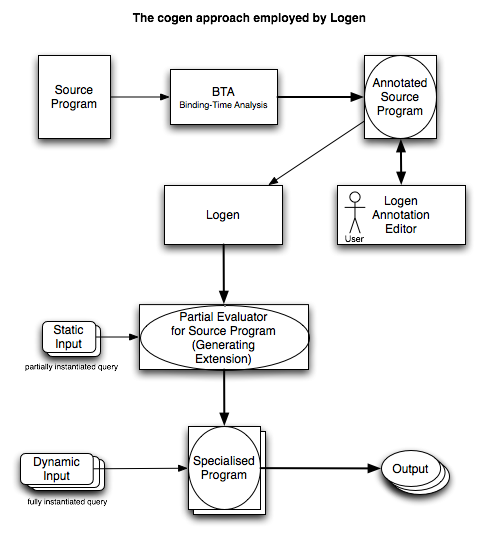 The cogen approach employed by Logen
Source
Program
BTA
Binding-Time Analysis
Annotated
Source
Program
Logen
Logen
Annotation
Editor
User
Partial Evaluator
for Source Program
(Generating
Extension)
Static
Input
partially instantiated query
Specialised
Program
Dynamic
Input
fully instantiated query
Output